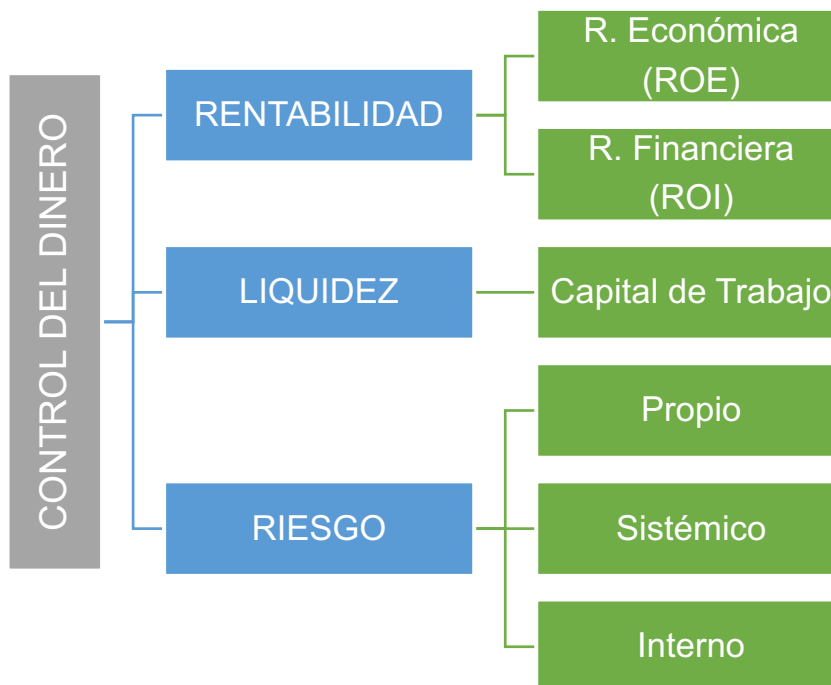 CONTROL DEL DINERO
RENTABILIDAD
R. Económica
(ROE)
R. Financiera
(ROI)
LIQUIDEZ
Capital de Trabajo
RIESGO
Propio
Sistémico
Interno